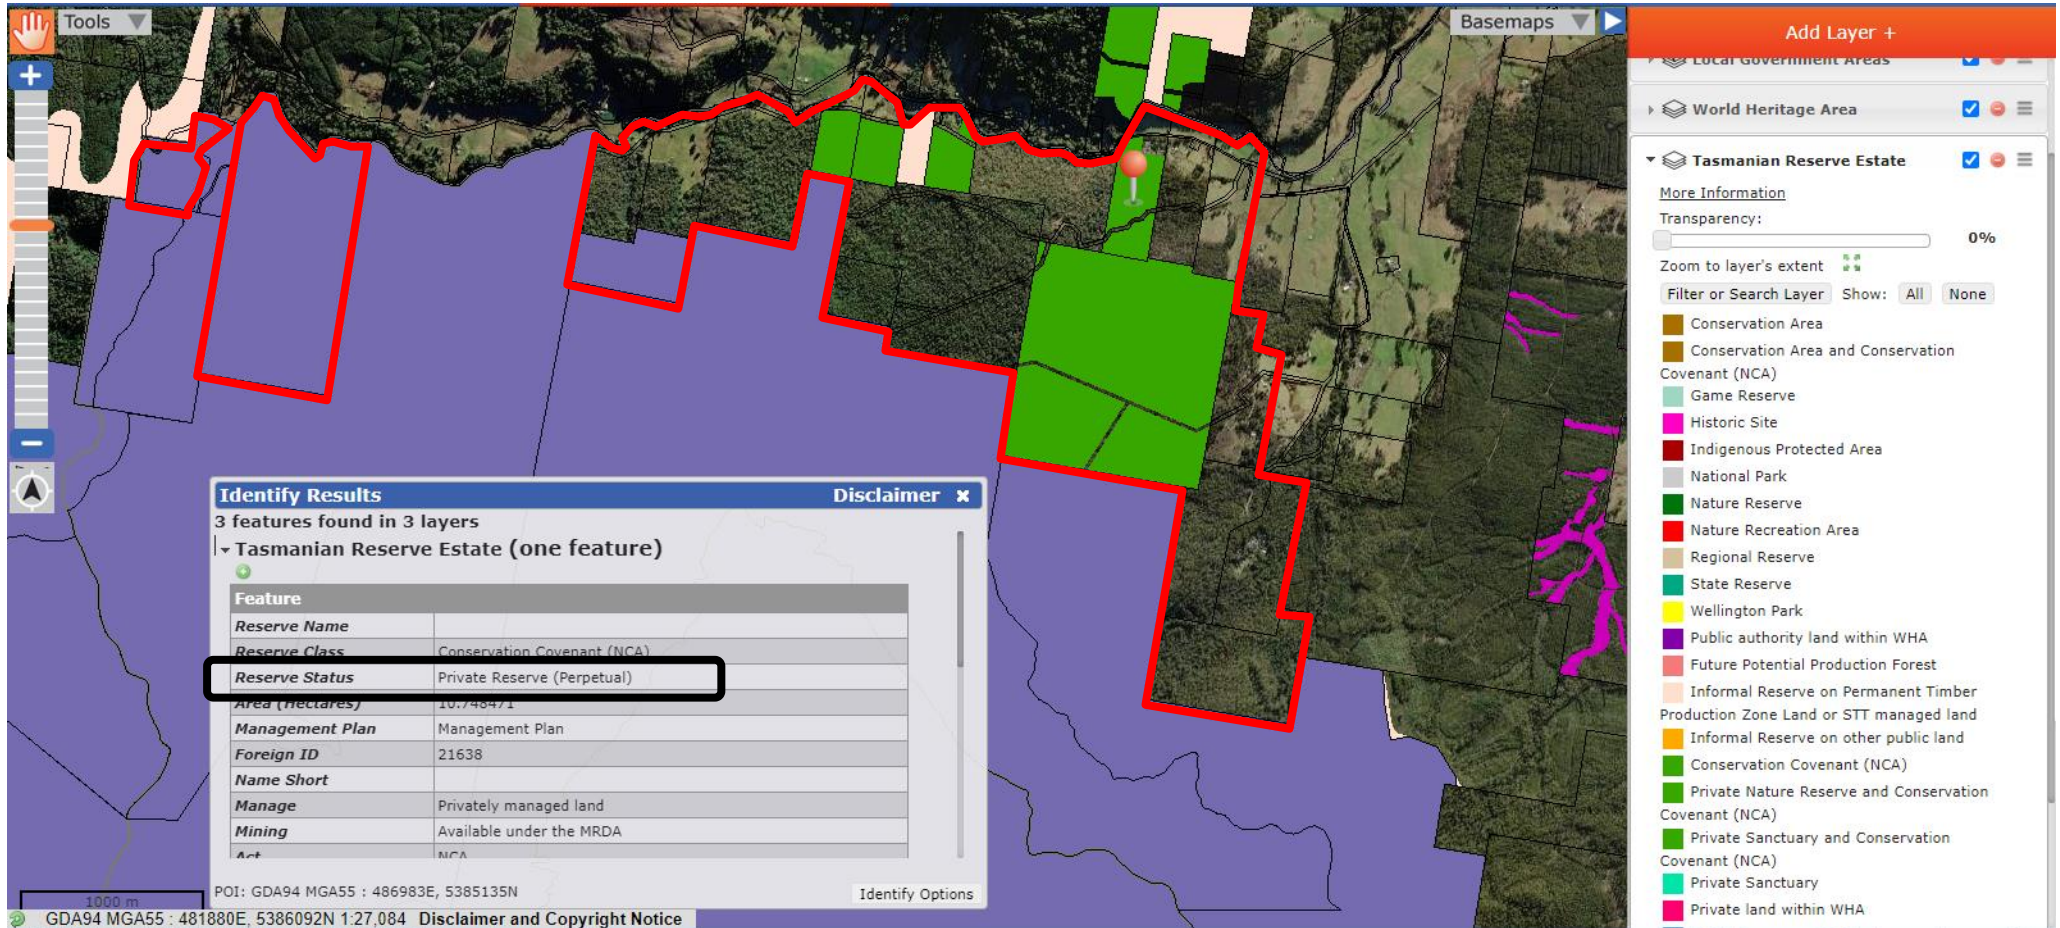 Tools
Basemaps
Add Layer +
Local Government Areas
World Heritage Area
Tasmanian Reserve Estate
More Information
Transparency:
0%
Zoom to layer's extent
Filter or Search Layer Show: All None
Conservation Area
Conservation Area and Conservation
Covenant (NCA)
Game Reserve
Historic Site
Indigenous Protected Area
National Park
Nature Reserve
Nature Recreation Area
Regional Reserve
State Reserve
Wellington Park
Public authority land within WHA
Future Potential Production Forest
Informal Reserve on Permanent Timber
Production Zone Land or STT managed land
Informal Reserve on other public land
Conservation Covenant (NCA)
Private Nature Reserve and Conservation
Covenant (NCA)
Private Sanctuary and Conservation
Covenant (NCA)
Private Sanctuary
Private land within WHA
Identify Results Disclaimer
3 features found in 3 layers
Tasmanian Reserve Estate (one feature)
Feature
Reserve Name
Reserve Class Conservation Covenant (NCA)
Reserve Status Private Reserve (Perpetual)
Area (Hectares) 10.748471
Management Plan Management Plan
Foreign ID 21638
Name Short
Manage Privately managed land
Mining Available under the MRDA
Act NCA
POI: GDA94 MGA55 : 486983E, 5385135N
Identify Options
1000 m
GDA94 MGA55 : 481880E, 5386092N 1:27,084 Disclaimer and Copyright Notice